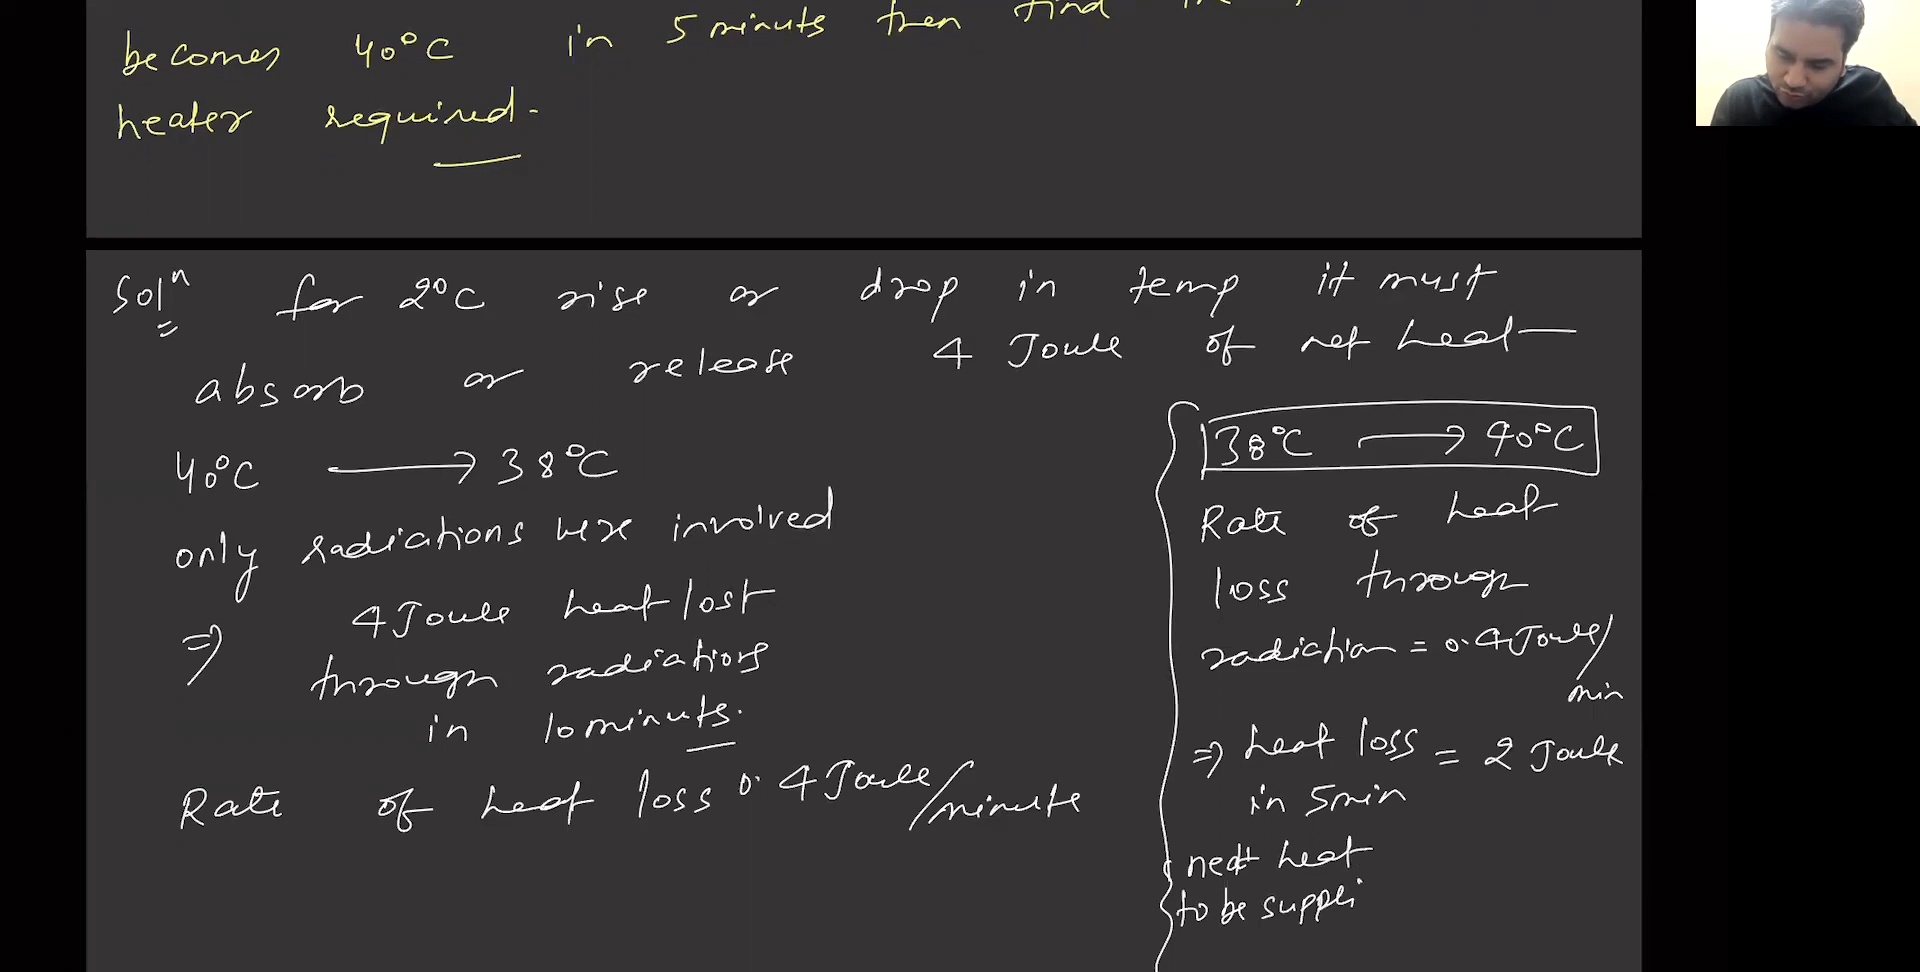 becomes 40°C in 5 minuts then find
heater required.
Solⁿ for 2°C rise or drop in temp it must
absorb or release 4 Joule of net heat
40°C → 38°C
only radiations were involved
⇒ 4 Joule heat lost
through radiations
in 10 minuts.
Rate of heat loss 0.4 Joule/minute
38°C → 40°C
Rate of heat
loss through
radiation = 0.4 Joule/
min
⇒ heat loss = 2 Joule
in 5 min
heat
to be suppli